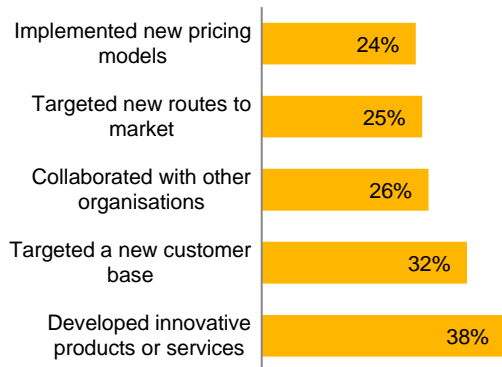 Implemented new pricing
models
24%
Targeted new routes to
market
25%
Collaborated with other
organisations
26%
Targeted a new customer
base
32%
Developed innovative
products or services
38%